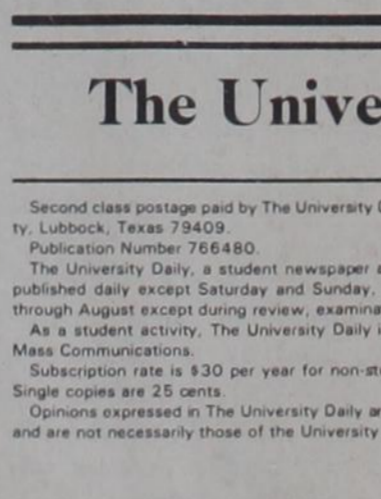 The Unive
Second class postage paid by The University
ty, Lubbock, Texas 79409.
Publication Number 766480.
The University Daily, a student newspaper
published daily except Saturday and Sunday,
through August except during review, examina
As a student activity, The University Daily
Mass Communications.
Subscription rate is $30 per year for non-st
Single copies are 25 cents.
Opinions expressed in The University Daily ar
and are not necessarily those of the University